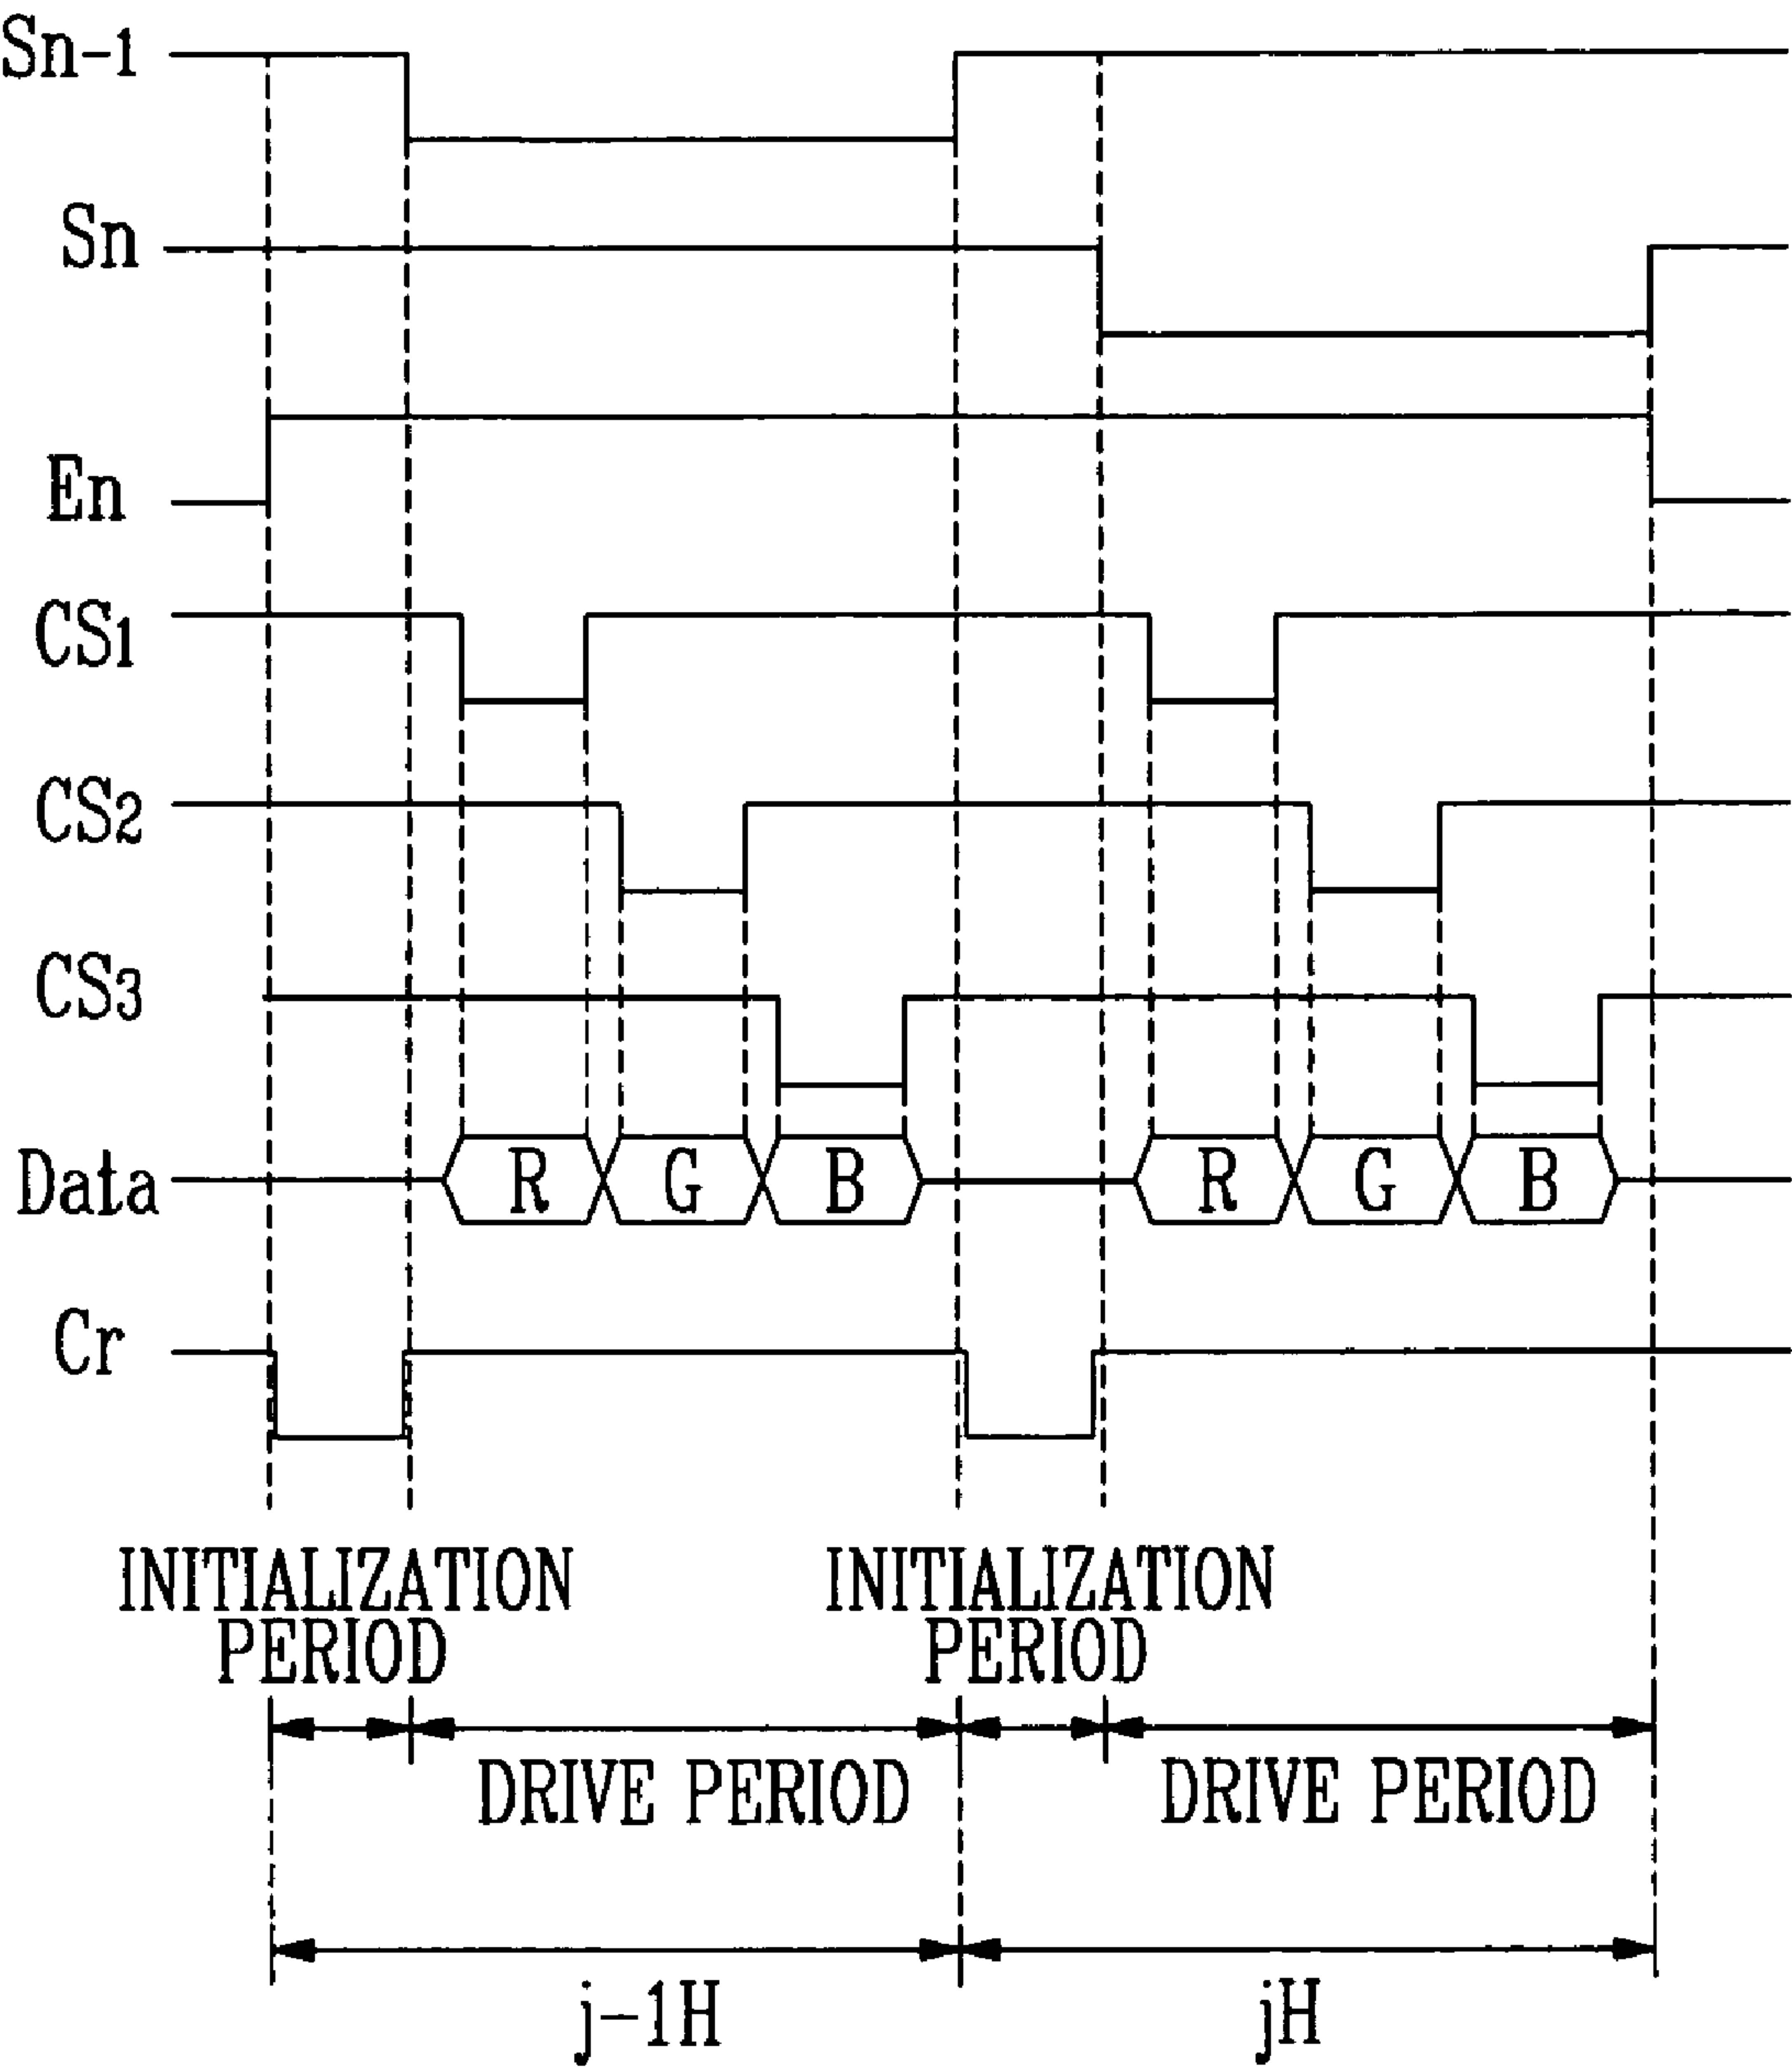 Sn-1
Sn
En
CS1
CS2
CS3
Data R G B R G B
Cr
INITIALIZATION PERIOD
INITIALIZATION PERIOD
DRIVE PERIOD DRIVE PERIOD
j-1H jH